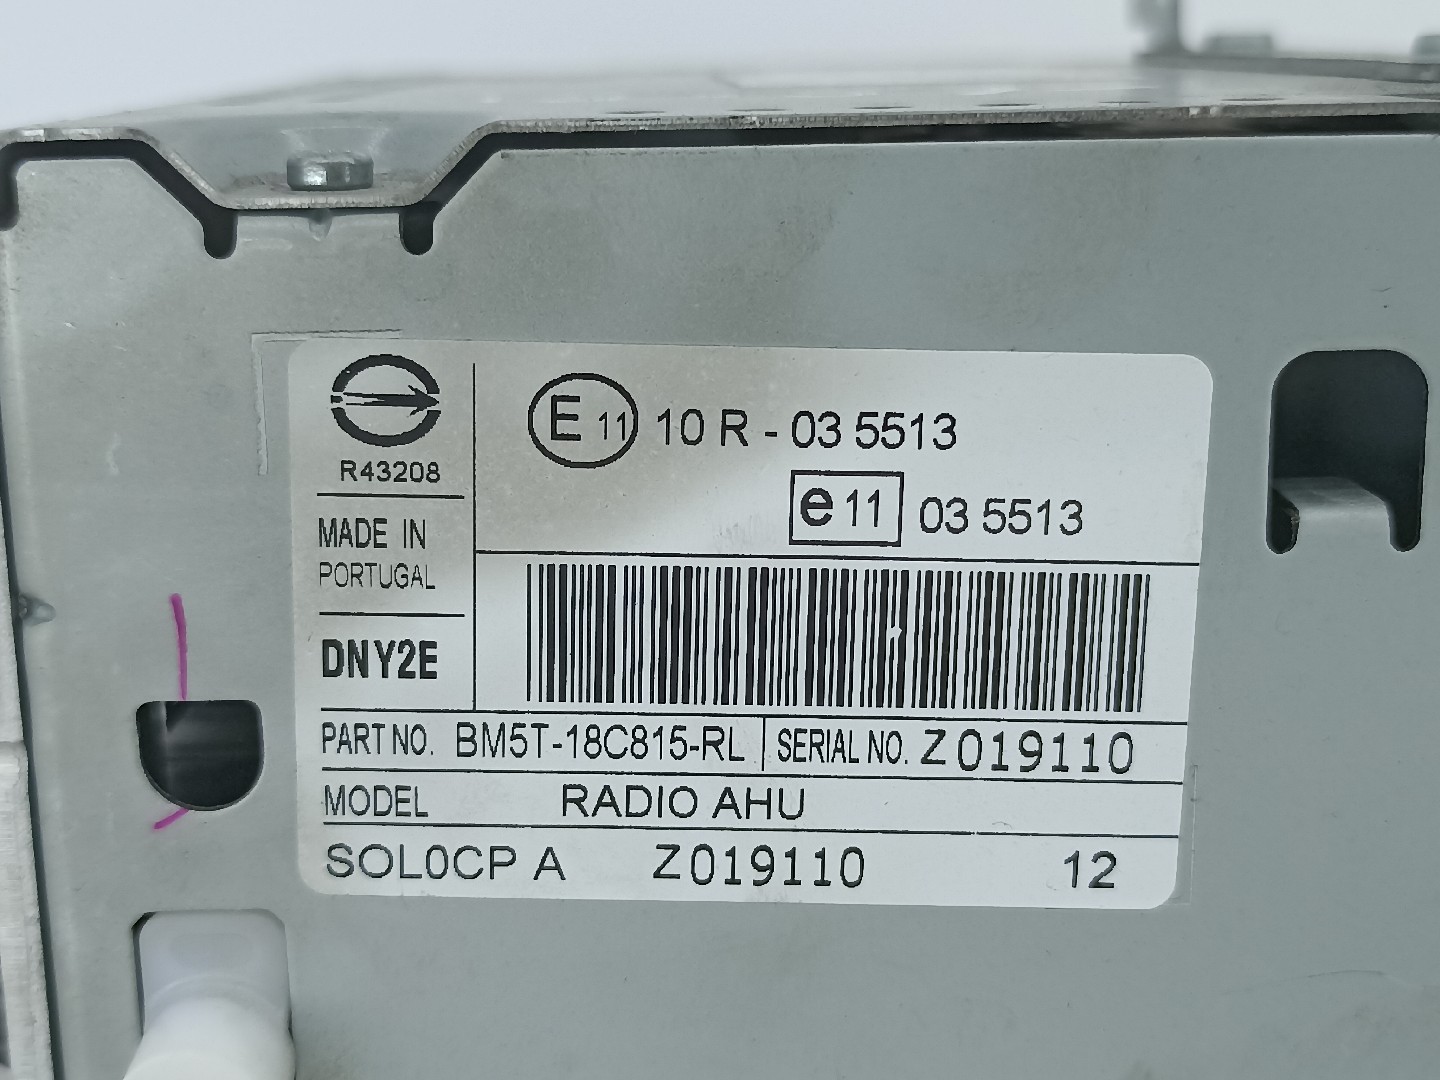 R43208
MADE IN
PORTUGAL
DNY2E
E 11 10 R - 03 5513
e 11 03 5513
PART NO. BM5T-18C815-RL SERIAL NO. Z019110
MODEL RADIO AHU
SOL0CP A Z019110 12